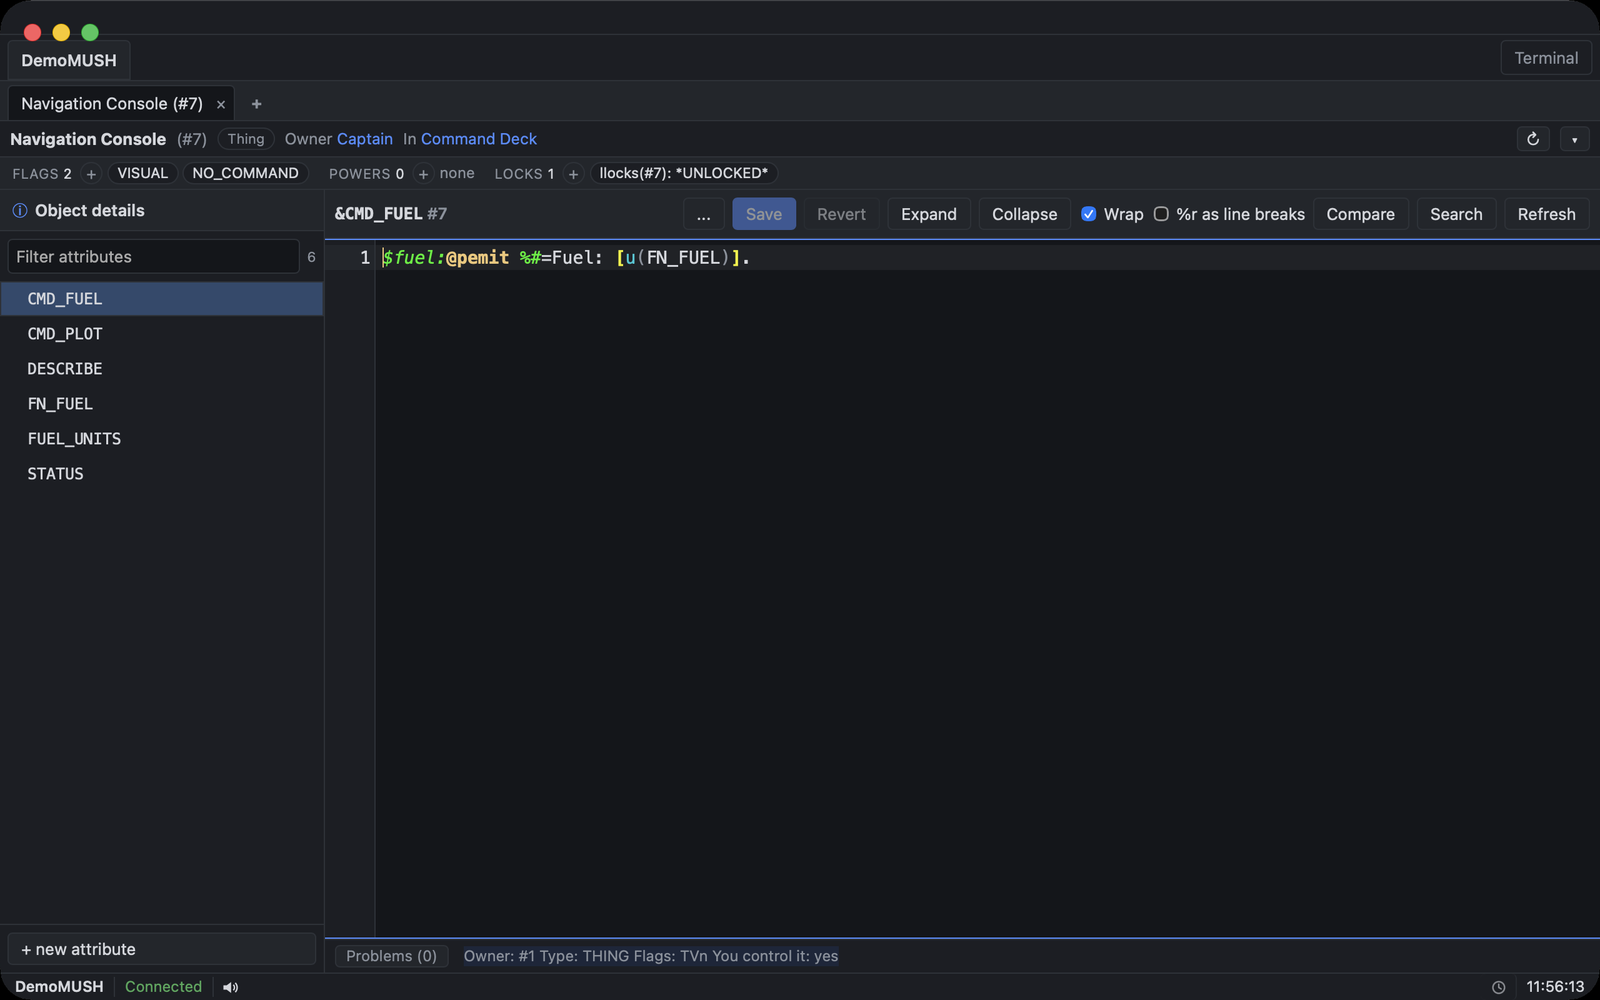 DemoMUSH
Terminal
Navigation Console (#7) × +
Navigation Console (#7) Thing Owner Captain In Command Deck
FLAGS 2 + VISUAL NO_COMMAND POWERS 0 + none LOCKS 1 + llocks(#7): *UNLOCKED*
Object details
&CMD_FUEL #7 ... Save Revert Expand Collapse Wrap %r as line breaks Compare Search Refresh
Filter attributes 6
1 $fuel:@pemit %#=Fuel: [u(FN_FUEL)].
CMD_FUEL
CMD_PLOT
DESCRIBE
FN_FUEL
FUEL_UNITS
STATUS
+ new attribute
Problems (0) Owner: #1 Type: THING Flags: TVn You control it: yes
DemoMUSH Connected 11:56:13